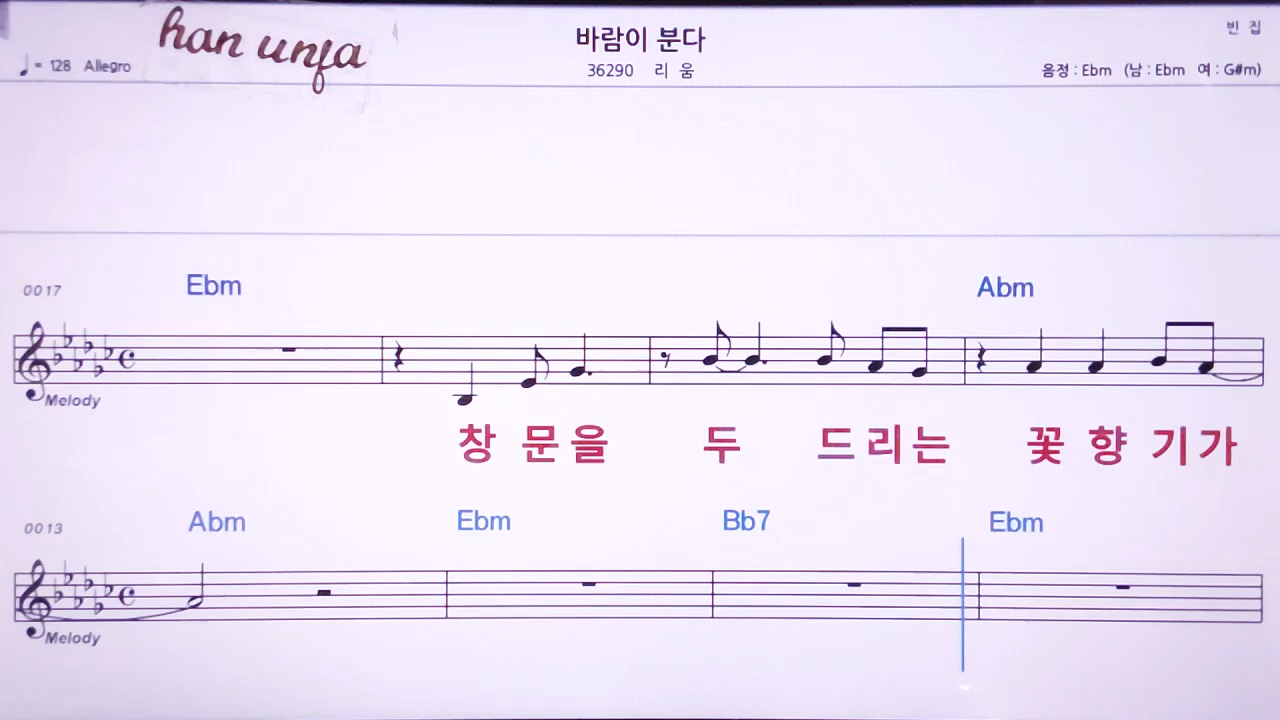 han unfa
바람이 분다
빈 집
♩= 128 Allegro
36290 리 움
음정 : Ebm (남 : Ebm 여 : G#m)
0017 Ebm Abm
Melody
창 문 을 두 드 리 는 꽃 향 기 가
0013 Abm Ebm Bb7 Ebm
Melody